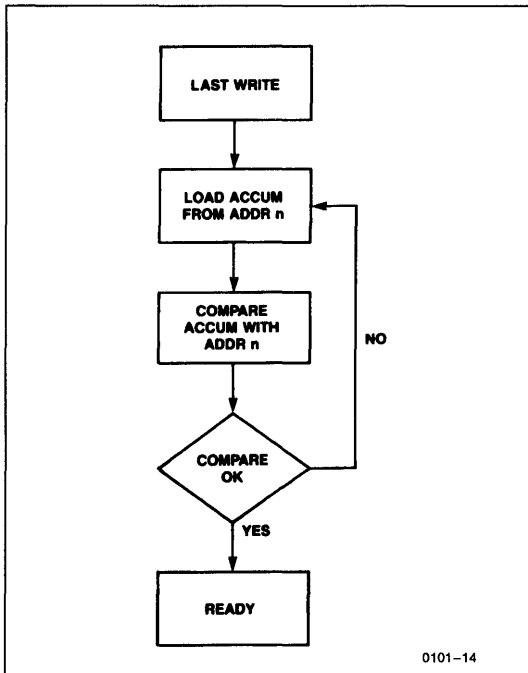 LAST WRITE
LOAD ACCUM
FROM ADDR n
COMPARE
ACCUM WITH
ADDR n
NO
COMPARE
OK
YES
READY
0101–14